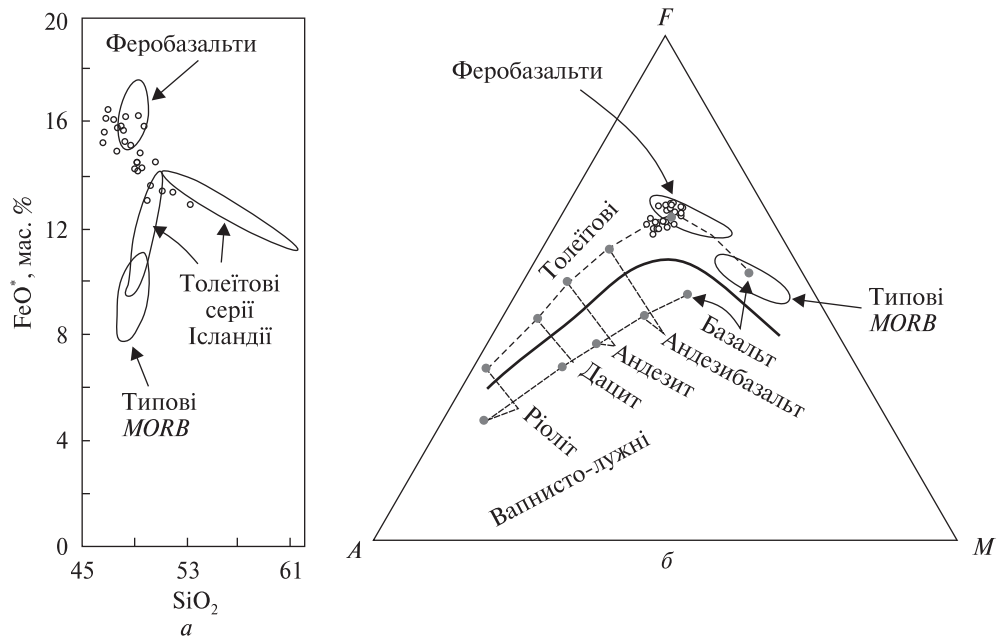 20
16
12
8
4
0
FeO*, мас. %
Феробазальти
Толеїтові
серії
Ісландії
Типові
MORB
45
53
61
SiO₂
а
F
Феробазальти
Толеїтові
Типові
MORB
Базальт
Андезибазальт
Андезит
Дацит
Ріоліт
Вапнисто-лужні
A
M
б